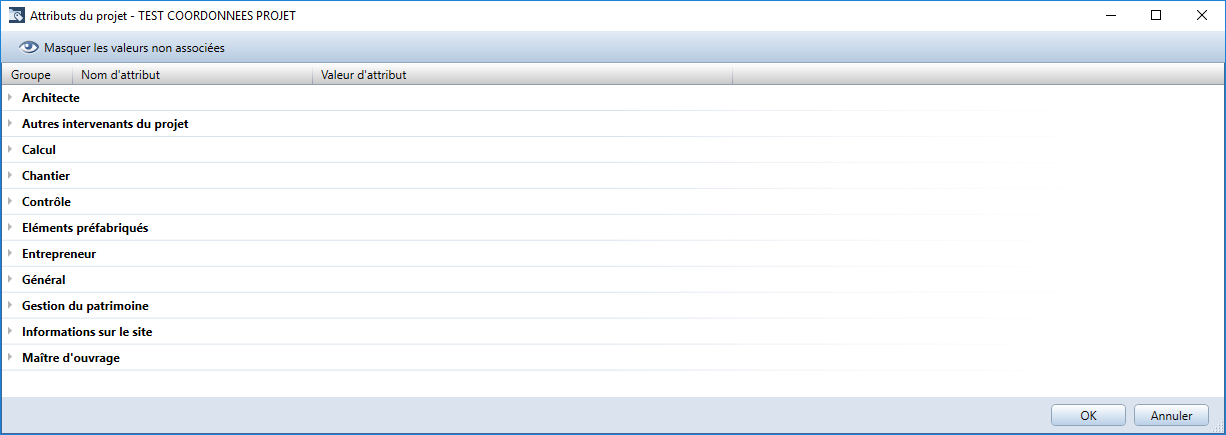 Attributs du projet - TEST COORDONNEES PROJET
Masquer les valeurs non associées
Groupe Nom d'attribut Valeur d'attribut
Architecte
Autres intervenants du projet
Calcul
Chantier
Contrôle
Eléments préfabriqués
Entrepreneur
Général
Gestion du patrimoine
Informations sur le site
Maître d'ouvrage
OK Annuler